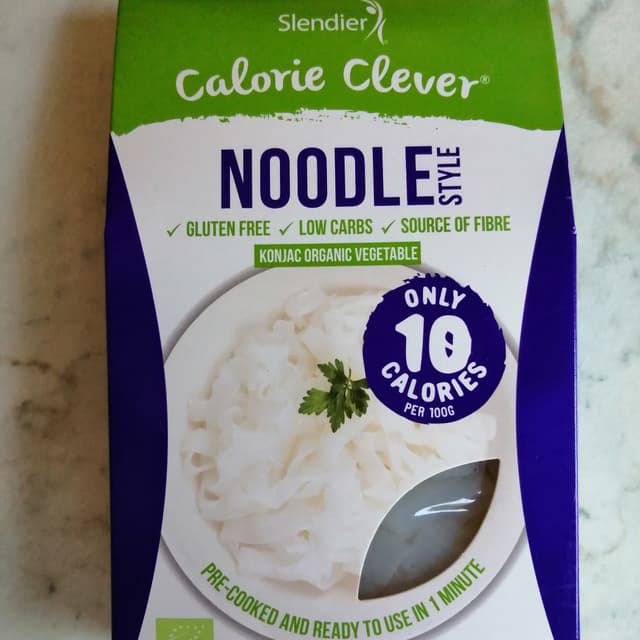 Slendier
Calorie Clever®
NOODLE STYLE
✓ GLUTEN FREE ✓ LOW CARBS ✓ SOURCE OF FIBRE
KONJAC ORGANIC VEGETABLE
ONLY
10
CALORIES
PER 100G
PRE-COOKED AND READY TO USE IN 1 MINUTE